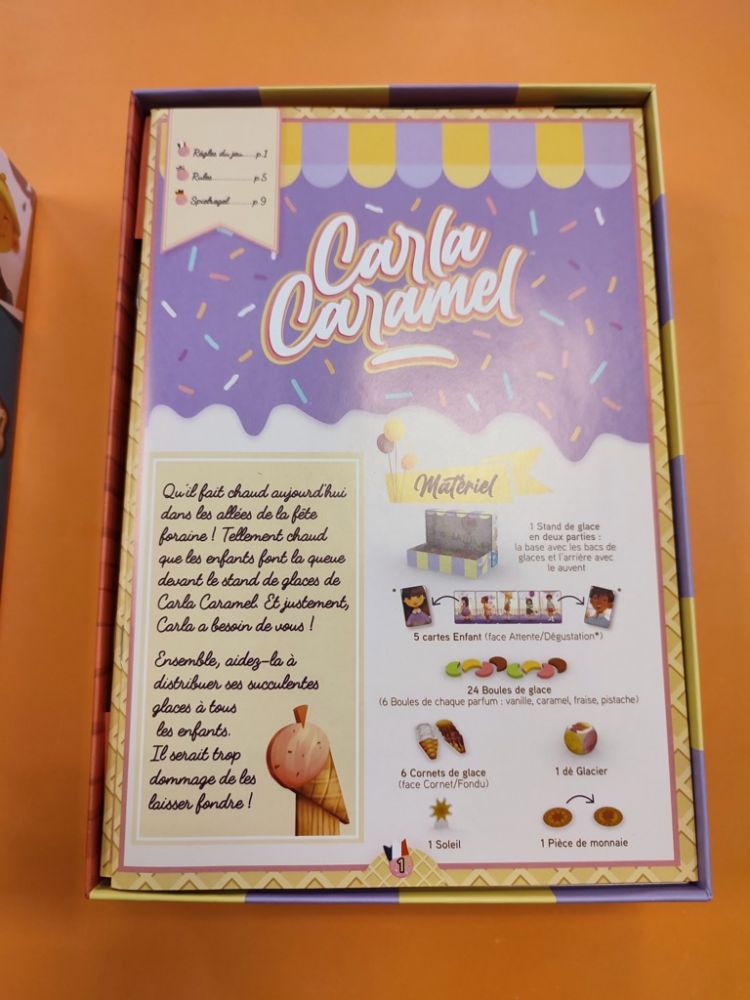 Règles du jeu.....p.1
Rules..............p.5
Spielregel..........p.9
Carla
Caramel
Qu'il fait chaud aujourd'hui
dans les allées de la fête
foraine ! Tellement chaud
que les enfants font la queue
devant le stand de glaces de
Carla Caramel. Et justement,
Carla a besoin de vous !
Ensemble, aidez-la à
distribuer ses succulentes
glaces à tous
les enfants.
Il serait trop
dommage de les
laisser fondre !
Matériel
1 Stand de glace
en deux parties :
la base avec les bacs de
glaces et l'arrière avec
le auvent
* *
5 cartes Enfant (face Attente/Dégustation*)
24 Boules de glace
(6 Boules de chaque parfum : vanille, caramel, fraise, pistache)
6 Cornets de glace
(face Cornet/Fondu)
1 dé Glacier
1 Soleil
1 Pièce de monnaie
1